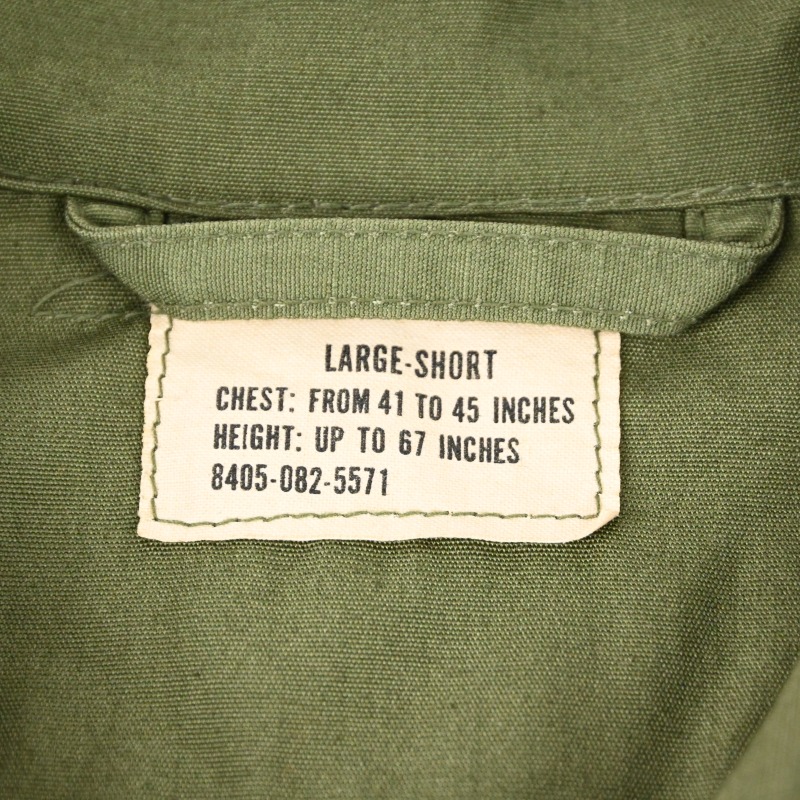 LARGE-SHORT
CHEST: FROM 41 TO 45 INCHES
HEIGHT: UP TO 67 INCHES
8405-082-5571